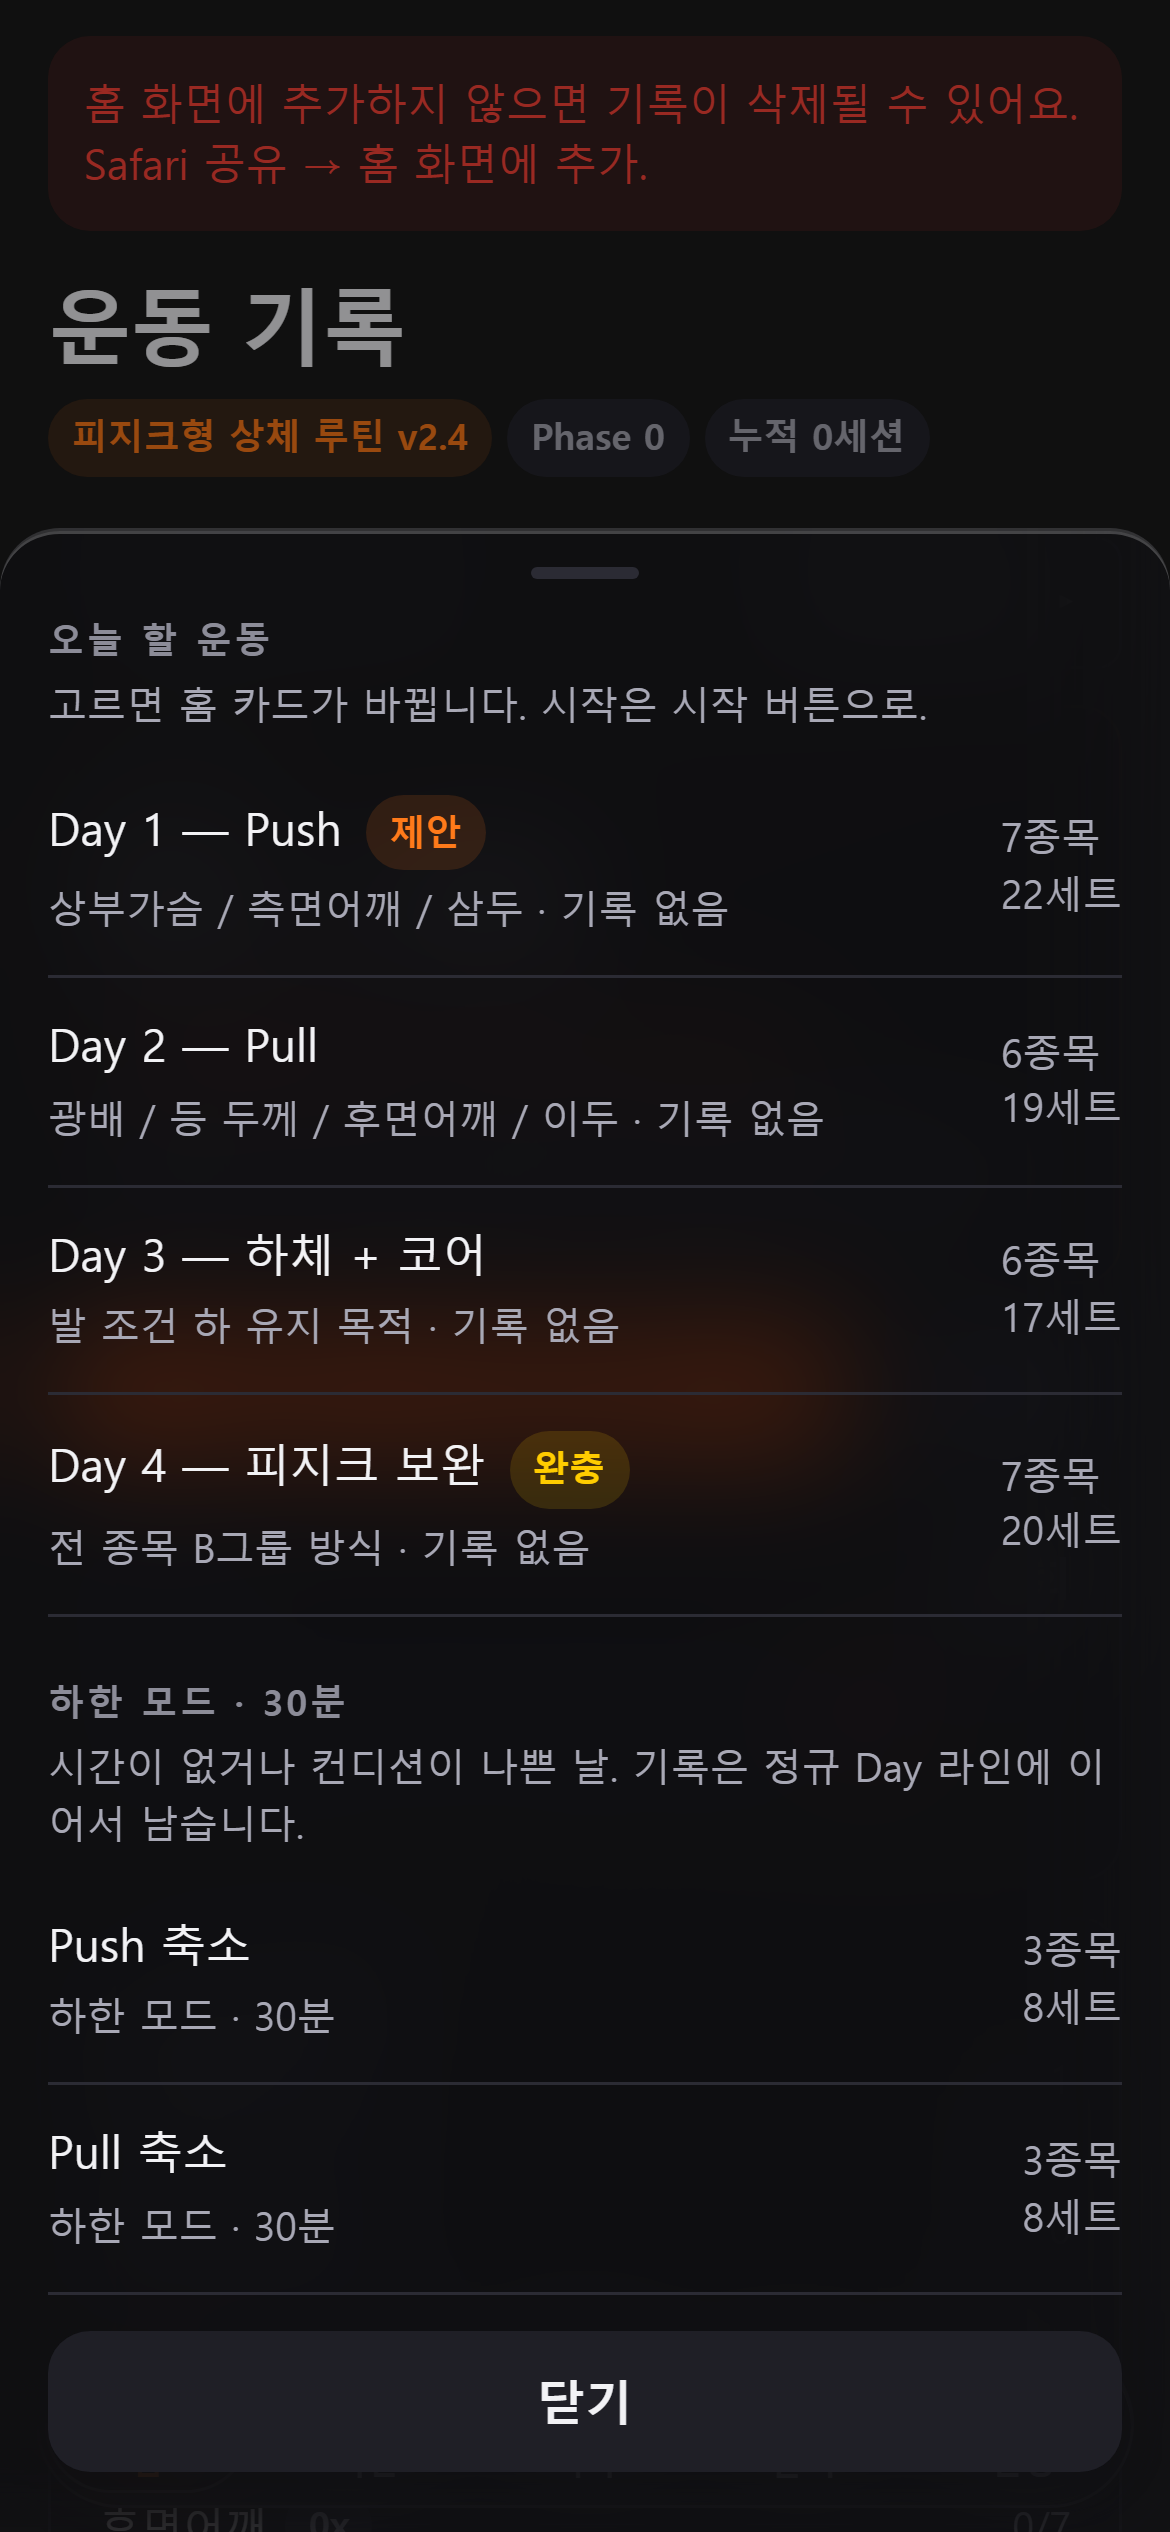 홈 화면에 추가하지 않으면 기록이 삭제될 수 있어요.
Safari 공유 → 홈 화면에 추가.
운동 기록
피지크형 상체 루틴 v2.4
Phase 0
누적 0세션
오늘 할 운동
고르면 홈 카드가 바뀝니다. 시작은 시작 버튼으로.
Day 1 — Push 제안
상부가슴 / 측면어깨 / 삼두 · 기록 없음
7종목
22세트
Day 2 — Pull
광배 / 등 두께 / 후면어깨 / 이두 · 기록 없음
6종목
19세트
Day 3 — 하체 + 코어
발 조건 하 유지 목적 · 기록 없음
6종목
17세트
Day 4 — 피지크 보완 완충
전 종목 B그룹 방식 · 기록 없음
7종목
20세트
하한 모드 · 30분
시간이 없거나 컨디션이 나쁜 날. 기록은 정규 Day 라인에 이
어서 남습니다.
Push 축소
하한 모드 · 30분
3종목
8세트
Pull 축소
하한 모드 · 30분
3종목
8세트
닫기
후면어깨 0x 0/7